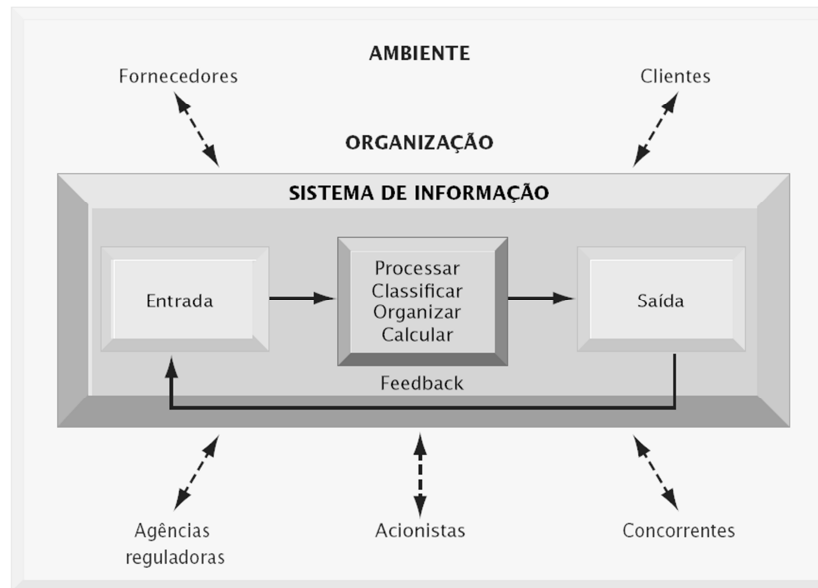 AMBIENTE
Fornecedores
Clientes
ORGANIZAÇÃO
SISTEMA DE INFORMAÇÃO
Entrada
Processar
Classificar
Organizar
Calcular
Saída
Feedback
Agências
reguladoras
Acionistas
Concorrentes